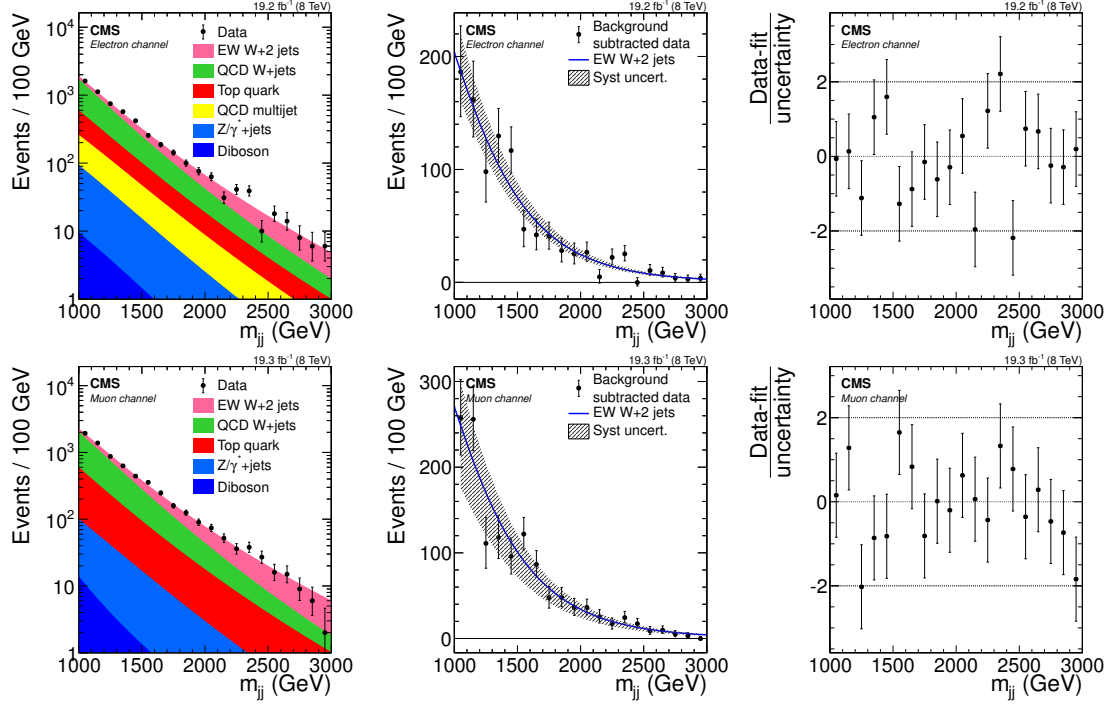 19.2 fb⁻¹ (8 TeV)
CMS
Electron channel
Data
EW W+2 jets
QCD W+jets
Top quark
QCD multijet
Z/γ*+jets
Diboson
Events / 100 GeV
10⁴
10³
10²
10
1
1000 1500 2000 2500 3000
m_jj (GeV)
19.2 fb⁻¹ (8 TeV)
CMS
Electron channel
Background
subtracted data
EW W+2 jets
Syst uncert.
Events / 100 GeV
200
100
0
1000 1500 2000 2500 3000
m_jj (GeV)
19.2 fb⁻¹ (8 TeV)
CMS
Electron channel
Data-fit
uncertainty
2
0
-2
1000 1500 2000 2500 3000
m_jj (GeV)
19.3 fb⁻¹ (8 TeV)
CMS
Muon channel
Data
EW W+2 jets
QCD W+jets
Top quark
Z/γ*+jets
Diboson
Events / 100 GeV
10⁴
10³
10²
10
1
1000 1500 2000 2500 3000
m_jj (GeV)
19.3 fb⁻¹ (8 TeV)
CMS
Muon channel
Background
subtracted data
EW W+2 jets
Syst uncert.
Events / 100 GeV
300
200
100
0
1000 1500 2000 2500 3000
m_jj (GeV)
19.3 fb⁻¹ (8 TeV)
CMS
Muon channel
Data-fit
uncertainty
2
0
-2
1000 1500 2000 2500 3000
m_jj (GeV)